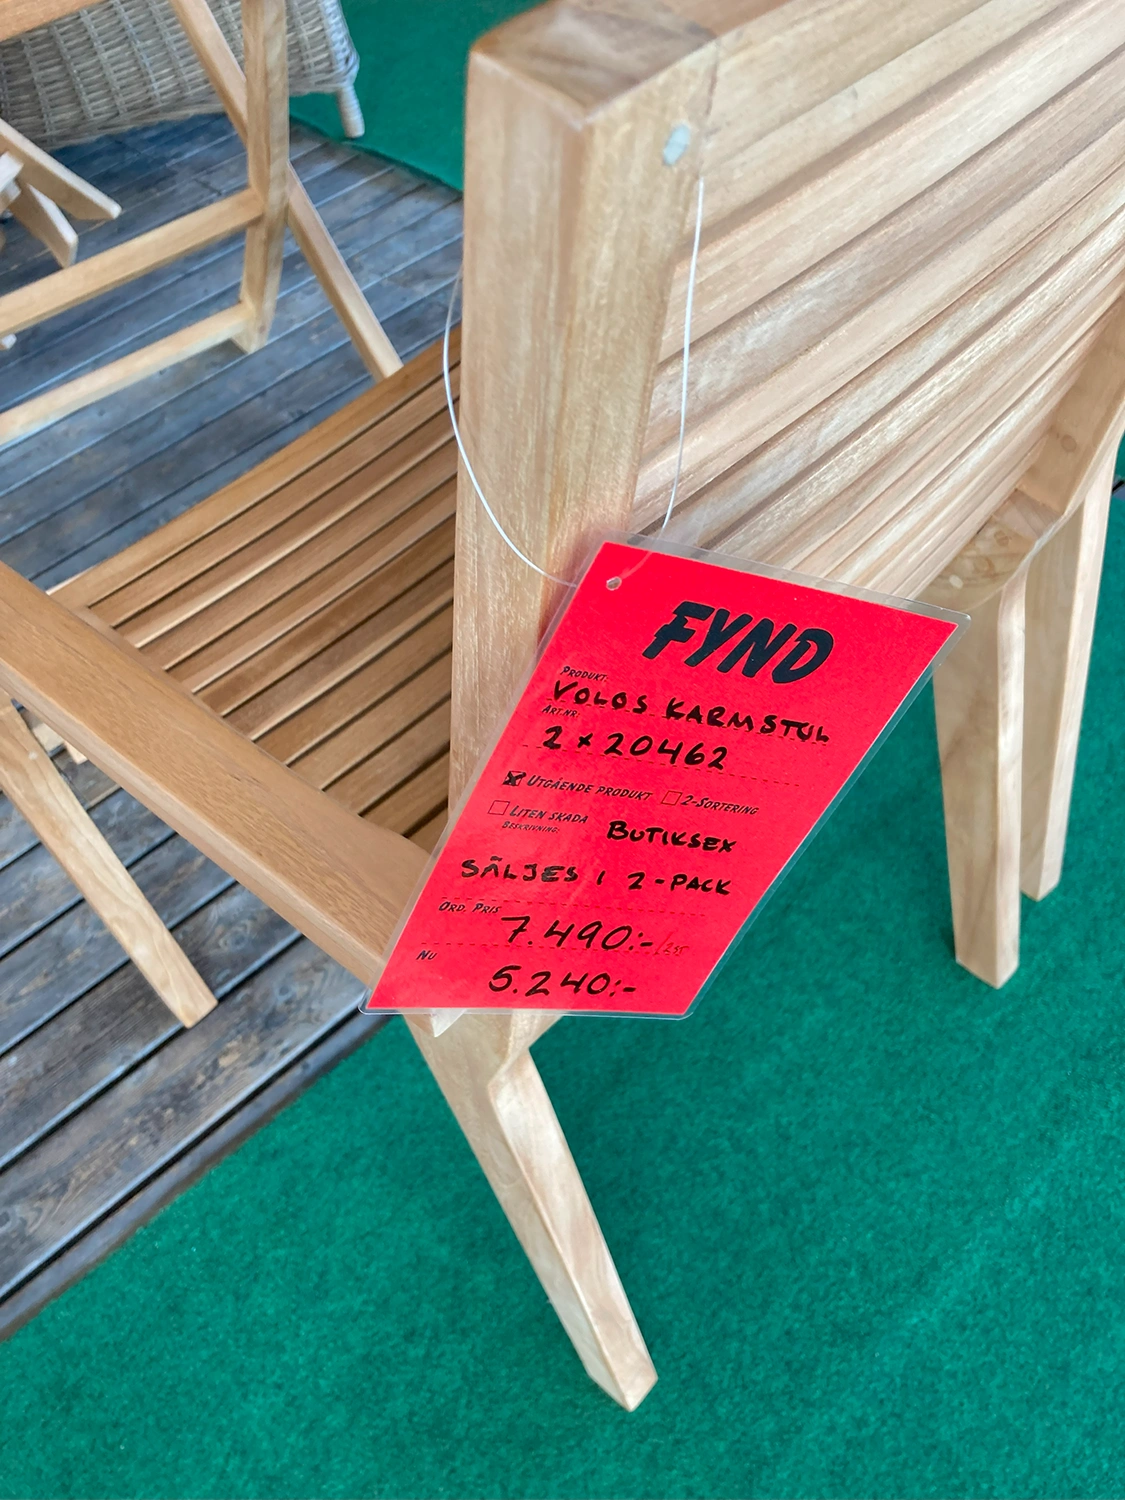 FYND
PRODUKT:
VOLOS KARMSTOL
ART.NR:
2 x 20462
UTGÅENDE PRODUKT 2-SORTERING
LITEN SKADA
BESKRIVNING: BUTIKSEX
SÄLJES I 2-PACK
ORD. PRIS 7.490:-
NU 5.240:-